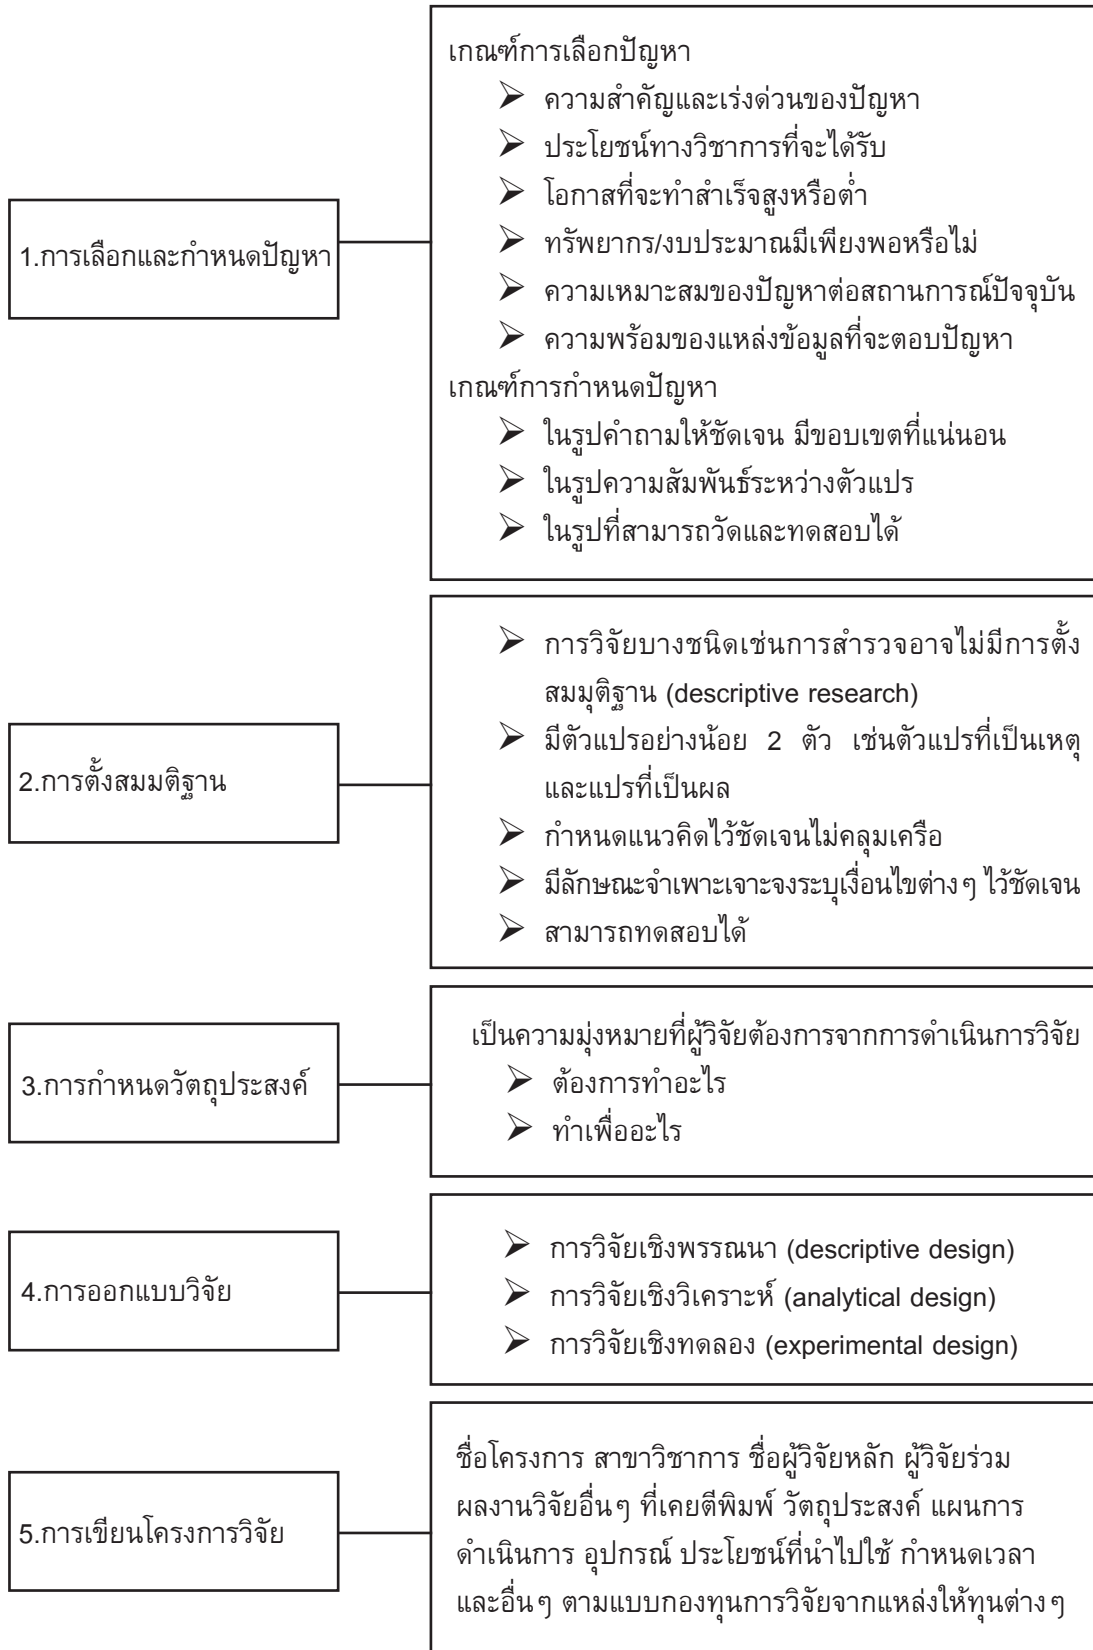 1.การเลือกและกำหนดปัญหา
เกณฑ์การเลือกปัญหา
➢ ความสำคัญและเร่งด่วนของปัญหา
➢ ประโยชน์ทางวิชาการที่จะได้รับ
➢ โอกาสที่จะทำสำเร็จสูงหรือต่ำ
➢ ทรัพยากร/งบประมาณมีเพียงพอหรือไม่
➢ ความเหมาะสมของปัญหาต่อสถานการณ์ปัจจุบัน
➢ ความพร้อมของแหล่งข้อมูลที่จะตอบปัญหา
เกณฑ์การกำหนดปัญหา
➢ ในรูปคำถามให้ชัดเจน มีขอบเขตที่แน่นอน
➢ ในรูปความสัมพันธ์ระหว่างตัวแปร
➢ ในรูปที่สามารถวัดและทดสอบได้
2.การตั้งสมมติฐาน
➢ การวิจัยบางชนิดเช่นการสำรวจอาจไม่มีการตั้ง
สมมุติฐาน (descriptive research)
➢ มีตัวแปรอย่างน้อย 2 ตัว เช่นตัวแปรที่เป็นเหตุ
และแปรที่เป็นผล
➢ กำหนดแนวคิดไว้ชัดเจนไม่คลุมเครือ
➢ มีลักษณะจำเพาะเจาะจงระบุเงื่อนไขต่างๆ ไว้ชัดเจน
➢ สามารถทดสอบได้
3.การกำหนดวัตถุประสงค์
เป็นความมุ่งหมายที่ผู้วิจัยต้องการจากการดำเนินการวิจัย
➢ ต้องการทำอะไร
➢ ทำเพื่ออะไร
4.การออกแบบวิจัย
➢ การวิจัยเชิงพรรณนา (descriptive design)
➢ การวิจัยเชิงวิเคราะห์ (analytical design)
➢ การวิจัยเชิงทดลอง (experimental design)
5.การเขียนโครงการวิจัย
ชื่อโครงการ สาขาวิชาการ ชื่อผู้วิจัยหลัก ผู้วิจัยร่วม
ผลงานวิจัยอื่นๆ ที่เคยตีพิมพ์ วัตถุประสงค์ แผนการ
ดำเนินการ อุปกรณ์ ประโยชน์ที่นำไปใช้ กำหนดเวลา
และอื่นๆ ตามแบบกองทุนการวิจัยจากแหล่งให้ทุนต่างๆ